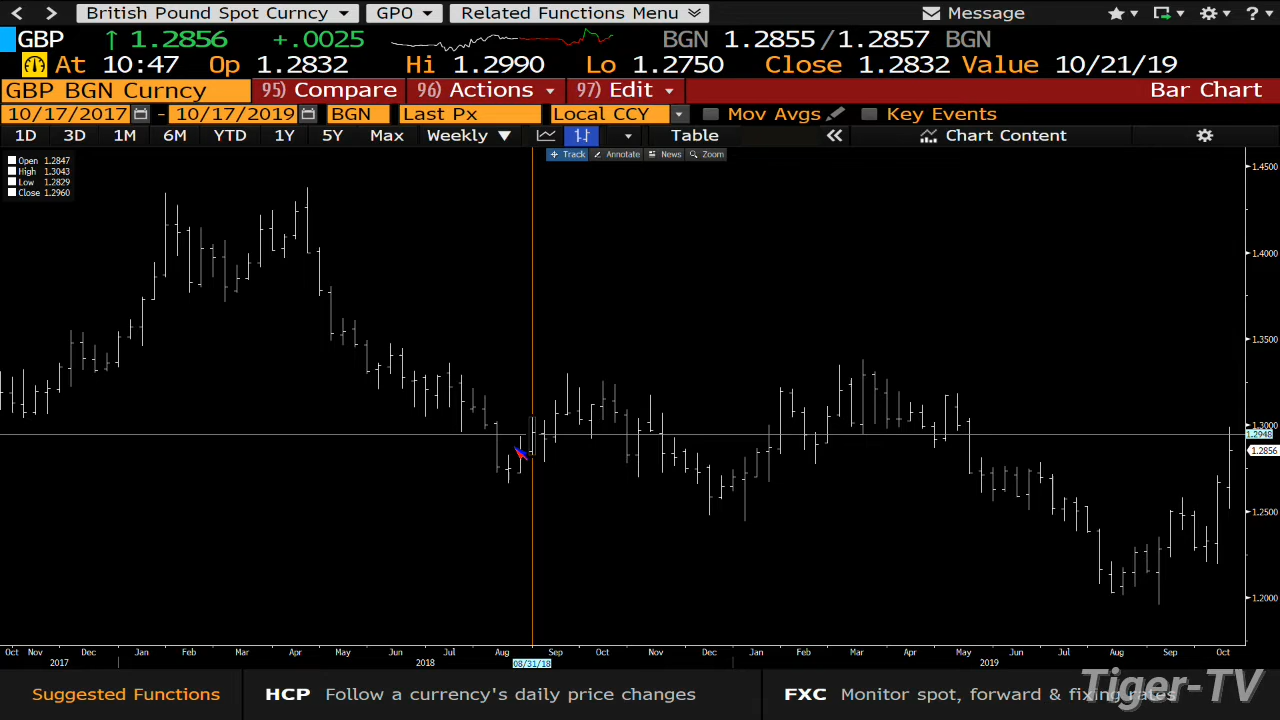 British Pound Spot Curncy GPO Related Functions Menu Message ?
GBP ↑ 1.2856 +.0025 BGN 1.2855/1.2857 BGN
At 10:47 Op 1.2832 Hi 1.2990 Lo 1.2750 Close 1.2832 Value 10/21/19
GBP BGN Curncy 95) Compare 96) Actions 97) Edit Bar Chart
10/17/2017 - 10/17/2019 BGN Last Px Local CCY Mov Avgs Key Events
1D 3D 1M 6M YTD 1Y 5Y Max Weekly Table Chart Content
Track Annotate News Zoom
Open 1.2847
High 1.3043
Low 1.2829
Close 1.2960
1.4500
1.4000
1.3500
1.3000
1.2948
1.2856
1.2500
1.2000
Oct Nov Dec Jan Feb Mar Apr May Jun Jul Aug Sep Oct Nov Dec Jan Feb Mar Apr May Jun Jul Aug Sep Oct
2017 2018 08/31/18 2019
Suggested Functions HCP Follow a currency's daily price changes FXC Monitor spot, forward & fixing rates
Tiger-TV